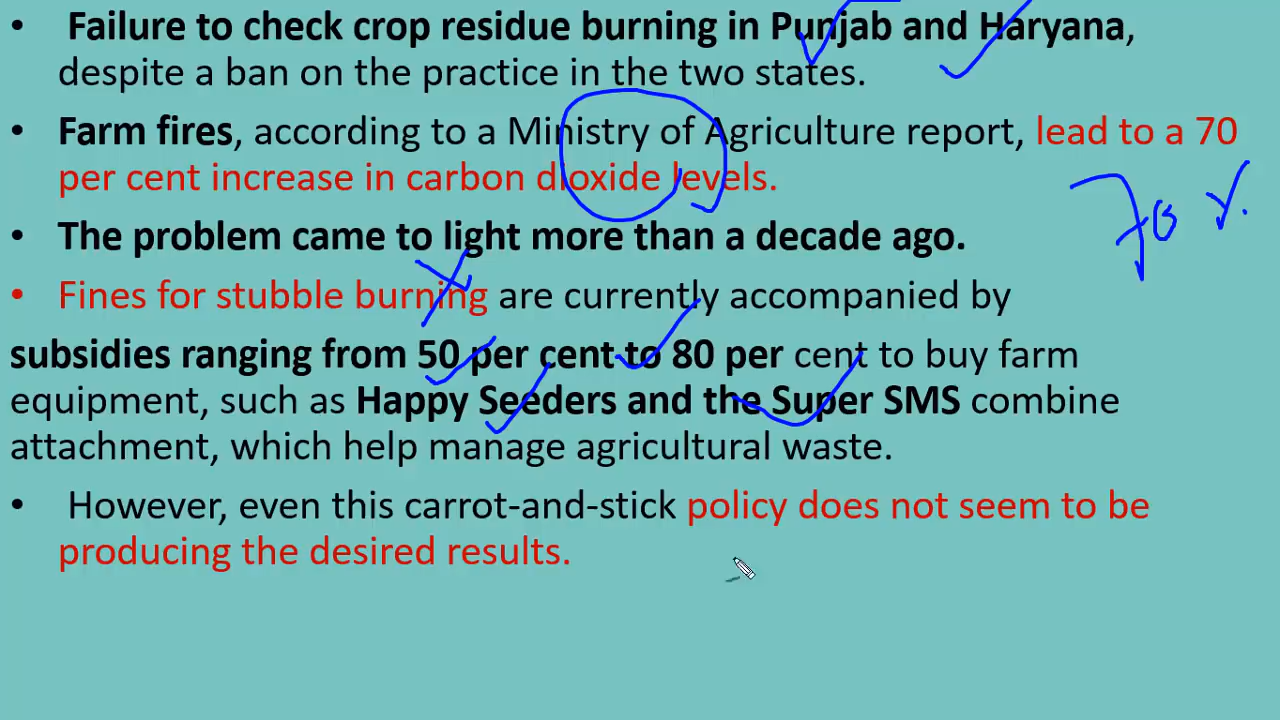 • Failure to check crop residue burning in Punjab and Haryana,
despite a ban on the practice in the two states.
• Farm fires, according to a Ministry of Agriculture report, lead to a 70
per cent increase in carbon dioxide levels.
70 %
• The problem came to light more than a decade ago.
• Fines for stubble burning are currently accompanied by
subsidies ranging from 50 per cent to 80 per cent to buy farm
equipment, such as Happy Seeders and the Super SMS combine
attachment, which help manage agricultural waste.
• However, even this carrot-and-stick policy does not seem to be
producing the desired results.